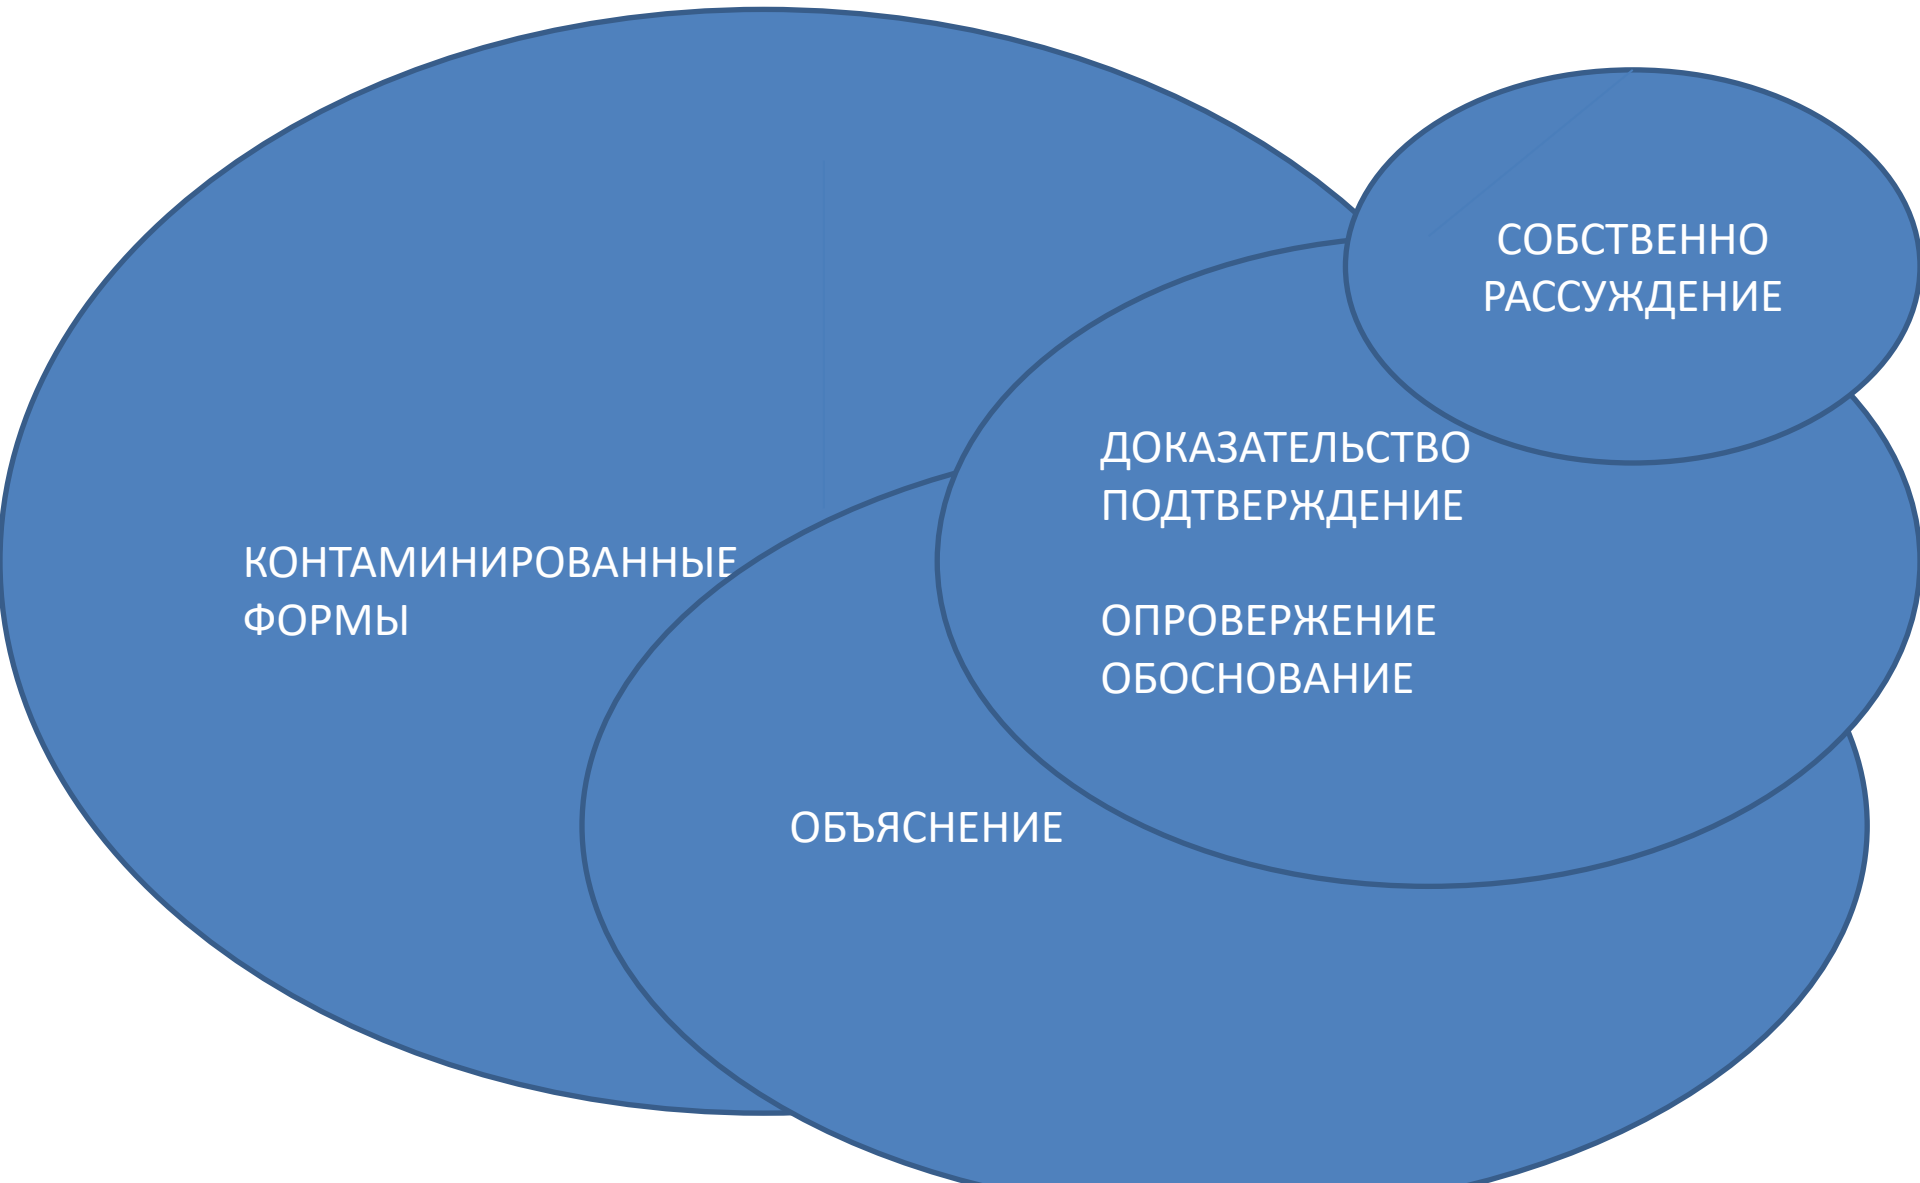 СОБСТВЕННО
РАССУЖДЕНИЕ
ДОКАЗАТЕЛЬСТВО
ПОДТВЕРЖДЕНИЕ
ОПРОВЕРЖЕНИЕ
ОБОСНОВАНИЕ
КОНТАМИНИРОВАННЫЕ
ФОРМЫ
ОБЪЯСНЕНИЕ